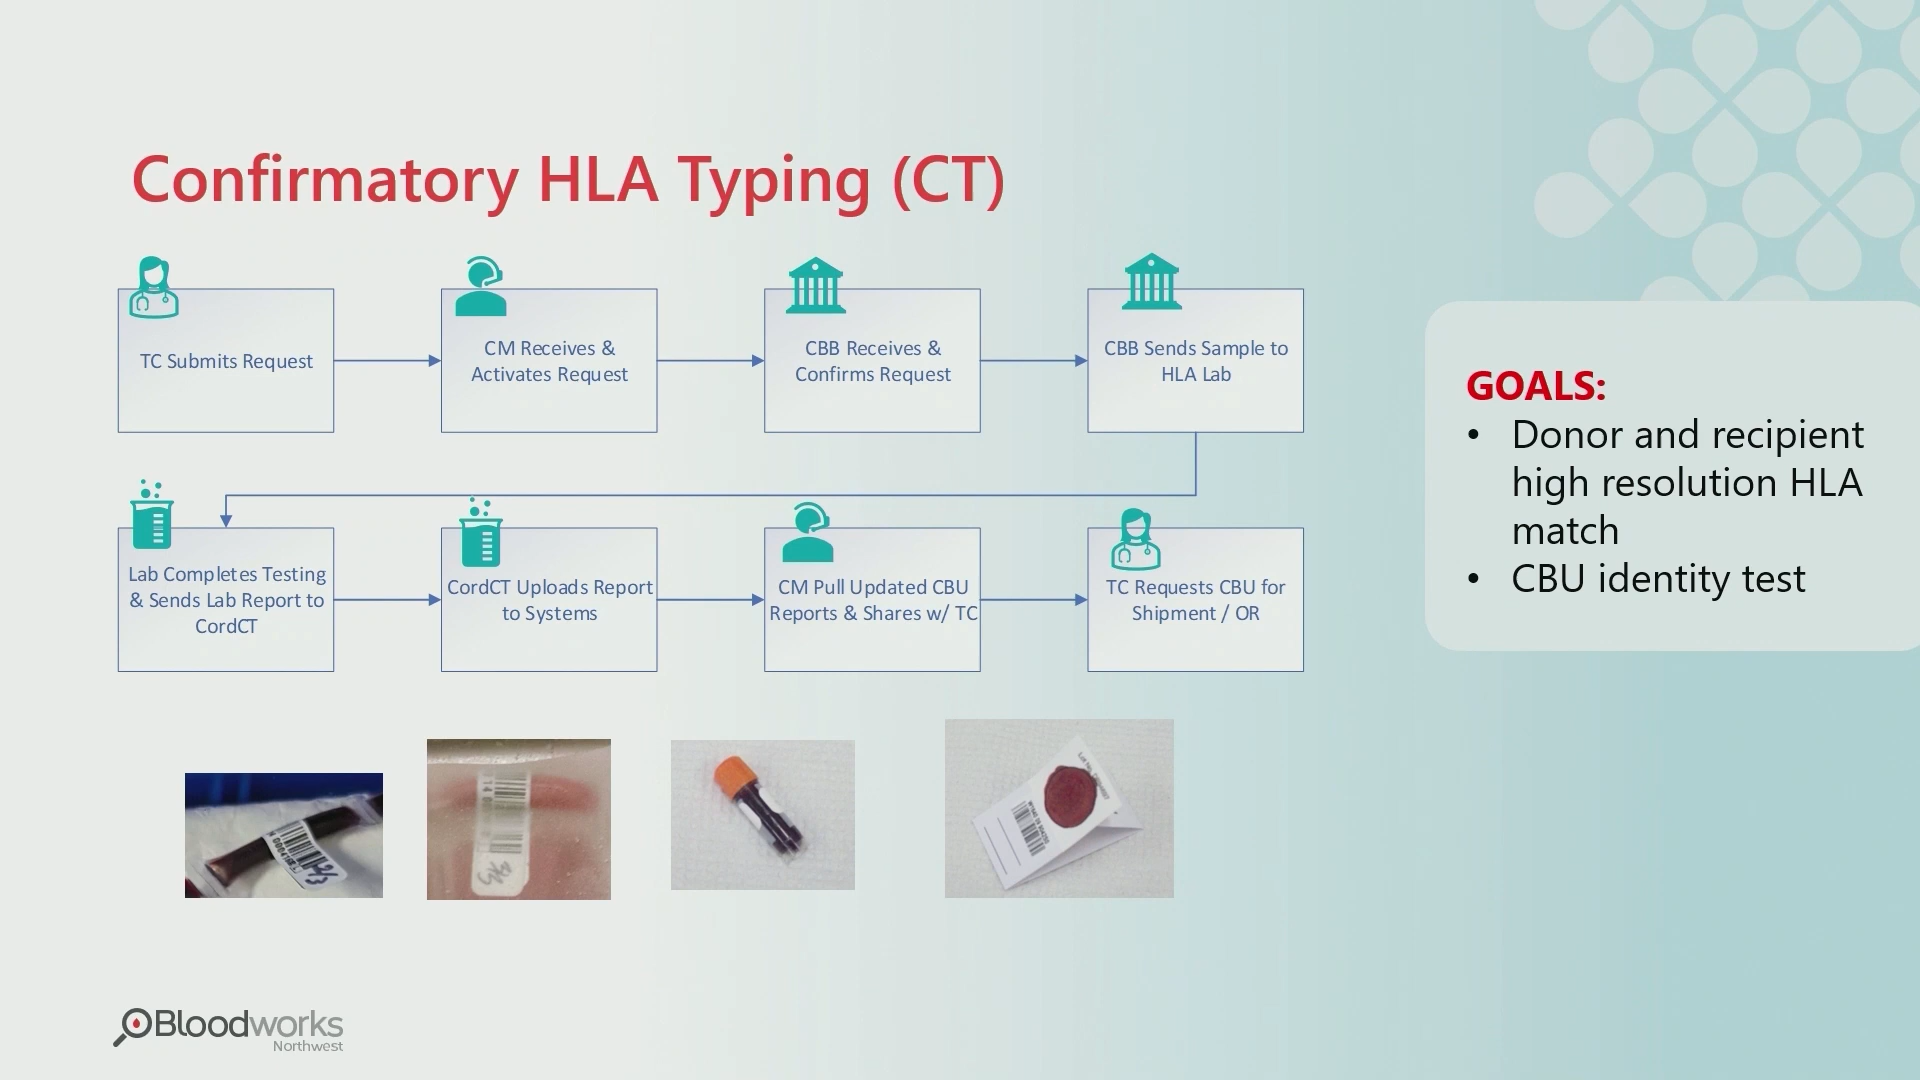 Confirmatory HLA Typing (CT)
TC Submits Request
CM Receives &
Activates Request
CBB Receives &
Confirms Request
CBB Sends Sample to
HLA Lab
Lab Completes Testing
& Sends Lab Report to
CordCT
CordCT Uploads Report
to Systems
CM Pull Updated CBU
Reports & Shares w/ TC
TC Requests CBU for
Shipment / OR
GOALS:
• Donor and recipient
high resolution HLA
match
• CBU identity test
Bloodworks
Northwest